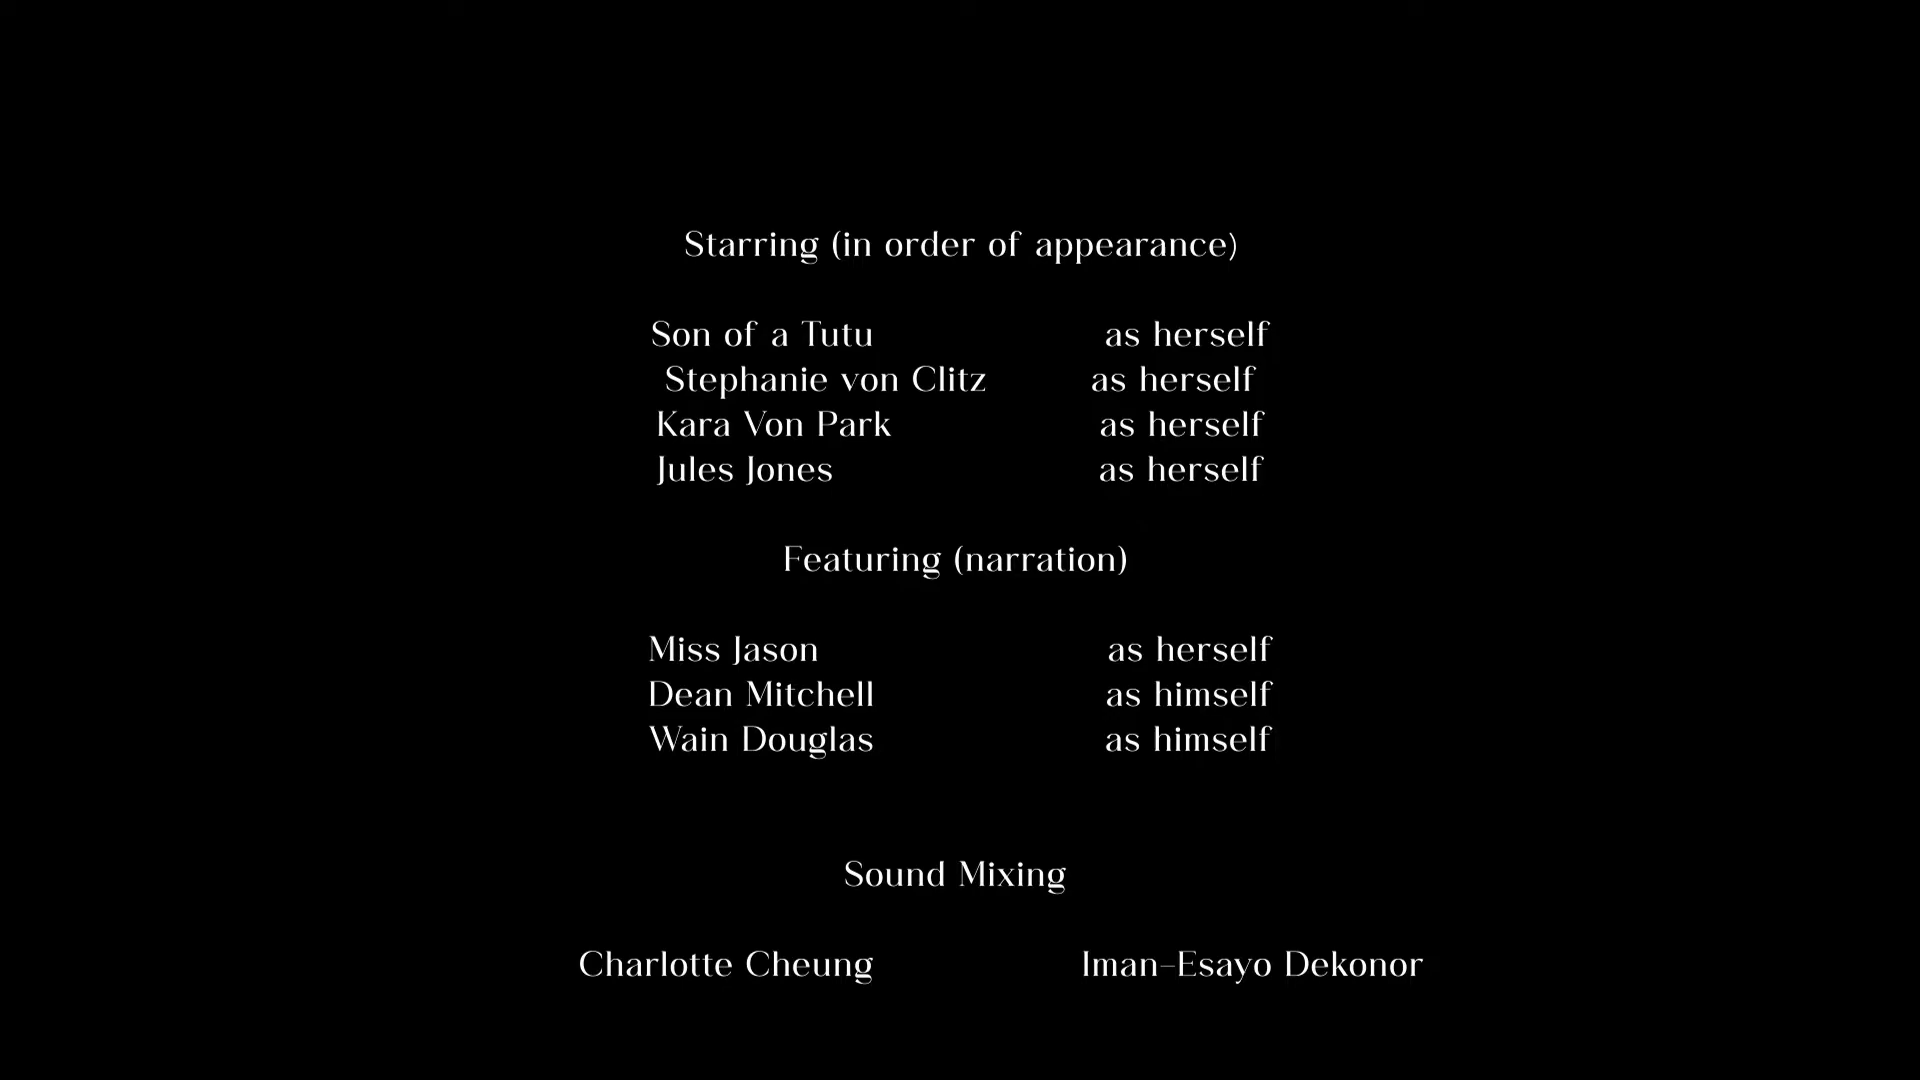 Starring (in order of appearance)
Son of a Tutu as herself
Stephanie von Clitz as herself
Kara Von Park as herself
Jules Jones as herself
Featuring (narration)
Miss Jason as herself
Dean Mitchell as himself
Wain Douglas as himself
Sound Mixing
Charlotte Cheung Iman-Esayo Dekonor